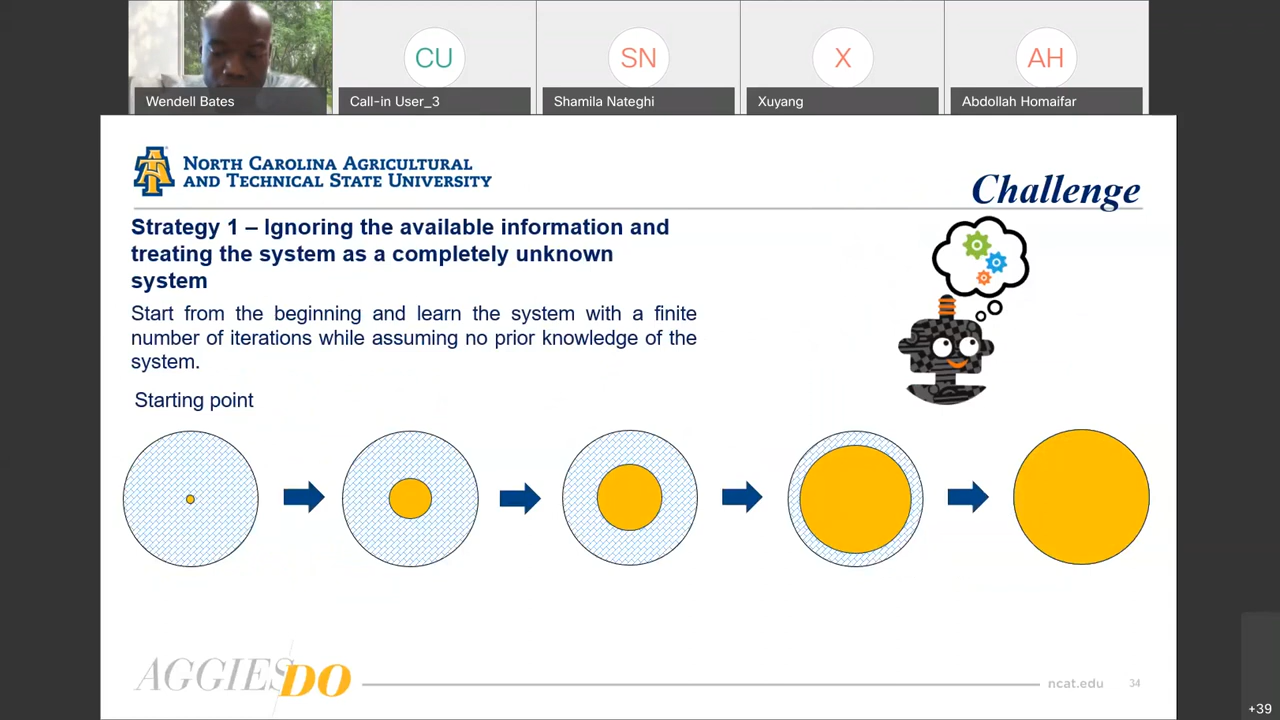 CU
SN
X
AH
Wendell Bates
Call-in User_3
Shamila Nateghi
Xuyang
Abdollah Homaifar
NORTH CAROLINA AGRICULTURAL
AND TECHNICAL STATE UNIVERSITY
Challenge
Strategy 1 – Ignoring the available information and
treating the system as a completely unknown
system
Start from the beginning and learn the system with a finite
number of iterations while assuming no prior knowledge of the
system.
Starting point
AGGIES DO
ncat.edu
34
+39